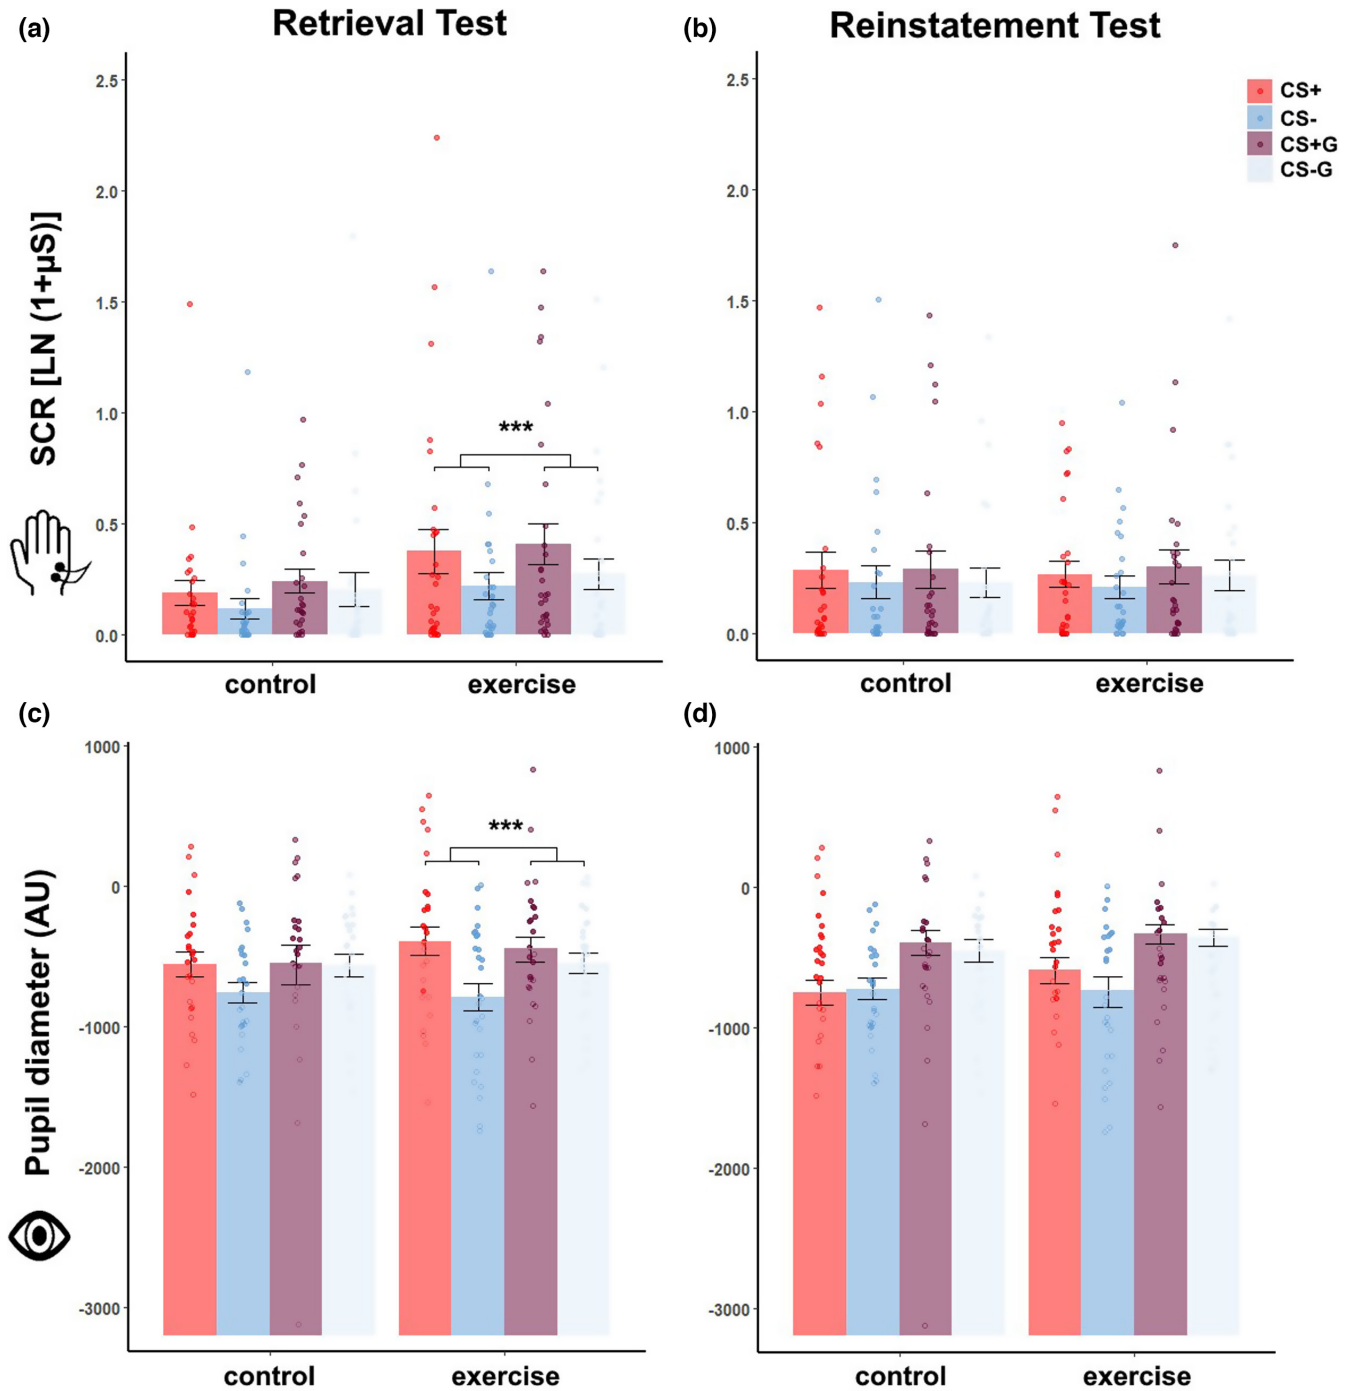 (a)
Retrieval Test
(b)
Reinstatement Test
SCR [LN (1+µS)]
2.5
2.0
1.5
1.0
0.5
0.0
***
control
exercise
2.5
2.0
1.5
1.0
0.5
0.0
CS+
CS-
CS+G
CS-G
control
exercise
(c)
(d)
Pupil diameter (AU)
1000
0
-1000
-2000
-3000
***
control
exercise
1000
0
-1000
-2000
-3000
control
exercise